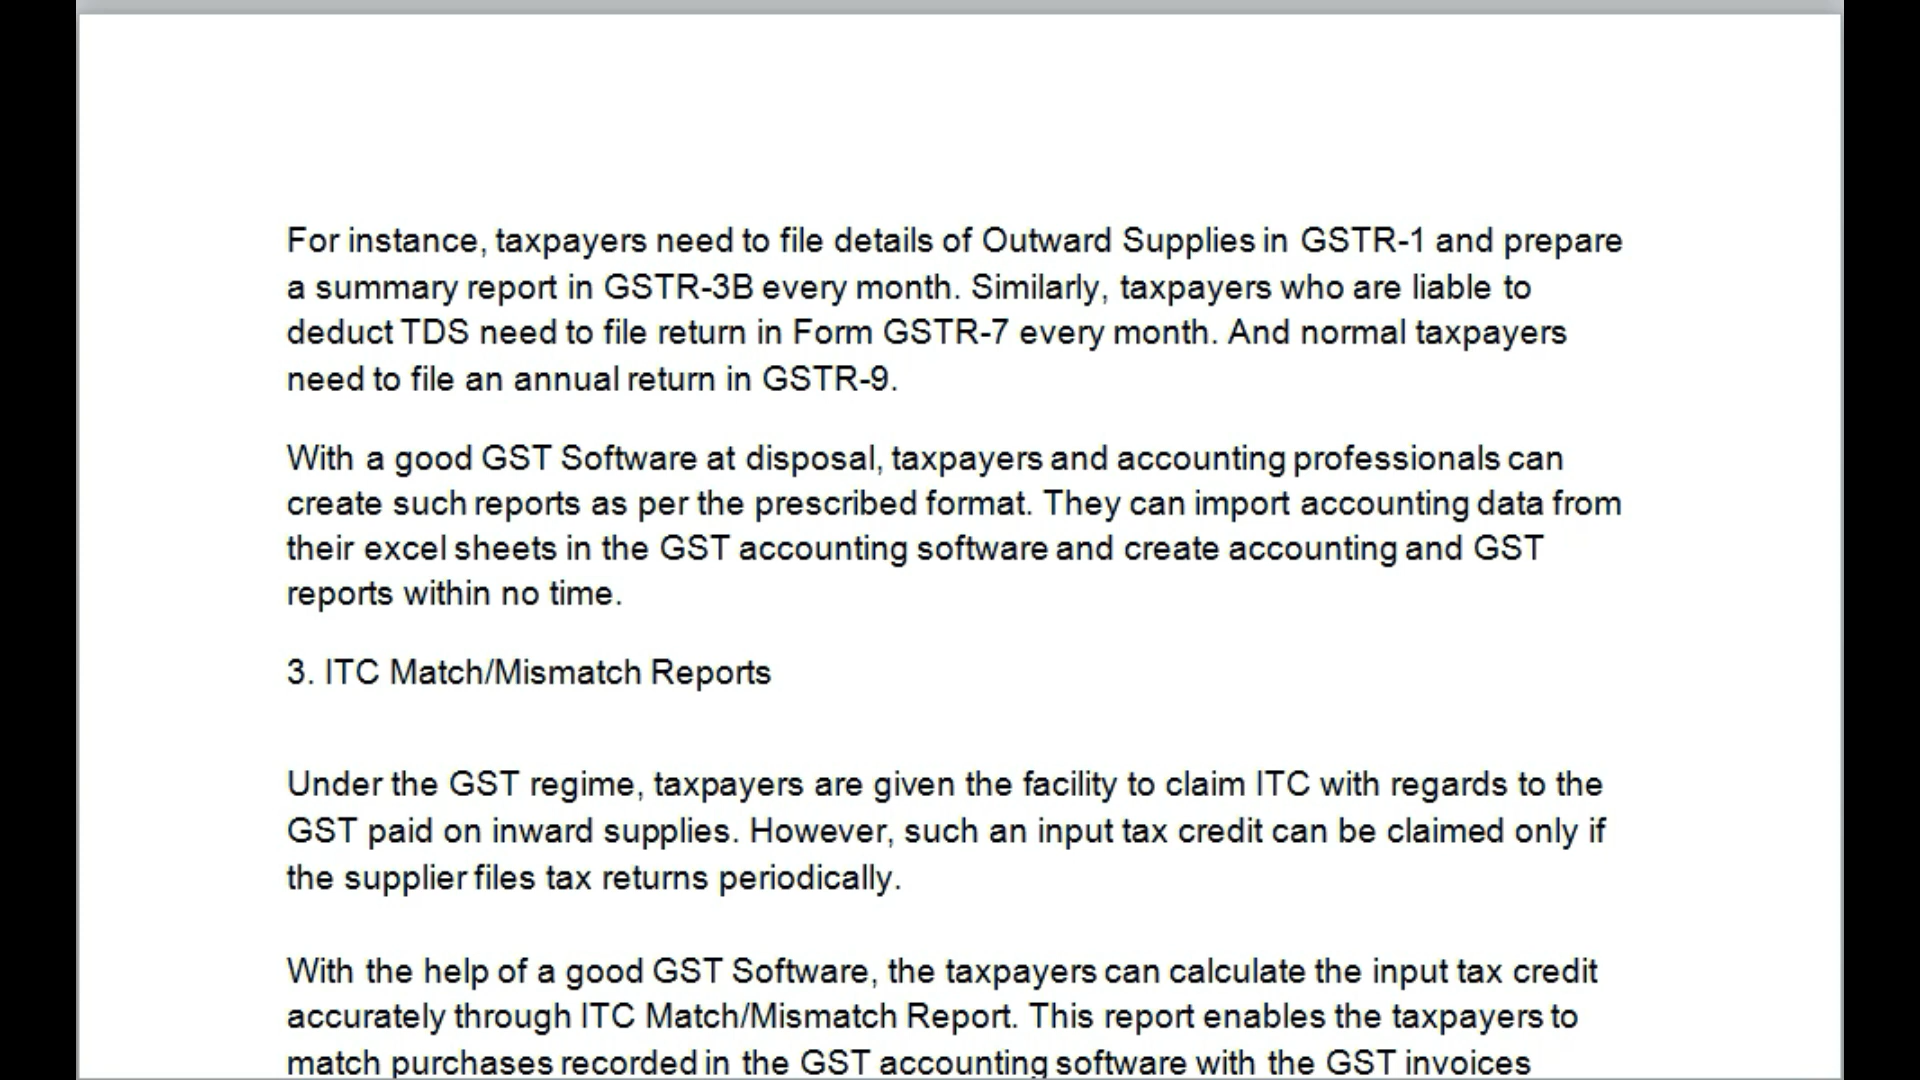 For instance, taxpayers need to file details of Outward Supplies in GSTR-1 and prepare
a summary report in GSTR-3B every month. Similarly, taxpayers who are liable to
deduct TDS need to file return in Form GSTR-7 every month. And normal taxpayers
need to file an annual return in GSTR-9.
With a good GST Software at disposal, taxpayers and accounting professionals can
create such reports as per the prescribed format. They can import accounting data from
their excel sheets in the GST accounting software and create accounting and GST
reports within no time.
3. ITC Match/Mismatch Reports
Under the GST regime, taxpayers are given the facility to claim ITC with regards to the
GST paid on inward supplies. However, such an input tax credit can be claimed only if
the supplier files tax returns periodically.
With the help of a good GST Software, the taxpayers can calculate the input tax credit
accurately through ITC Match/Mismatch Report. This report enables the taxpayers to
match purchases recorded in the GST accounting software with the GST invoices